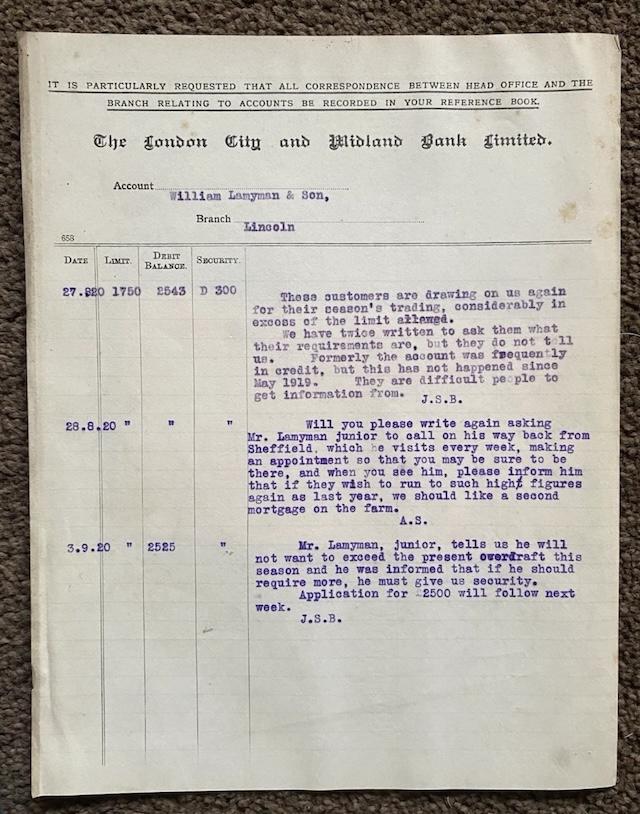 IT IS PARTICULARLY REQUESTED THAT ALL CORRESPONDENCE BETWEEN HEAD OFFICE AND THE
BRANCH RELATING TO ACCOUNTS BE RECORDED IN YOUR REFERENCE BOOK.
The London City and Midland Bank Limited.
Account William Lamyman & Son,
Branch Lincoln
658
DATE LIMIT. DEBIT BALANCE. SECURITY.
27.820 1750 2543 D 300
These customers are drawing on us again
for their season's trading, considerably in
excess of the limit allowed.
We have twice written to ask them what
their requirements are, but they do not tell
us. Formerly the account was frequently
in credit, but this has not happened since
May 1919. They are difficult people to
get information from.
J.S.B.
28.8.20 " " " Will you please write again asking
Mr. Lamyman junior to call on his way back from
Sheffield, which he visits every week, making
an appointment so that you may be sure to be
there, and when you see him, please inform him
that if they wish to run to such high figures
again as last year, we should like a second
mortgage on the farm.
A.S.
3.9.20 " 2525 " Mr. Lamyman, junior, tells us he will
not want to exceed the present overdraft this
season and he was informed that if he should
require more, he must give us security.
Application for £2500 will follow next
week.
J.S.B.